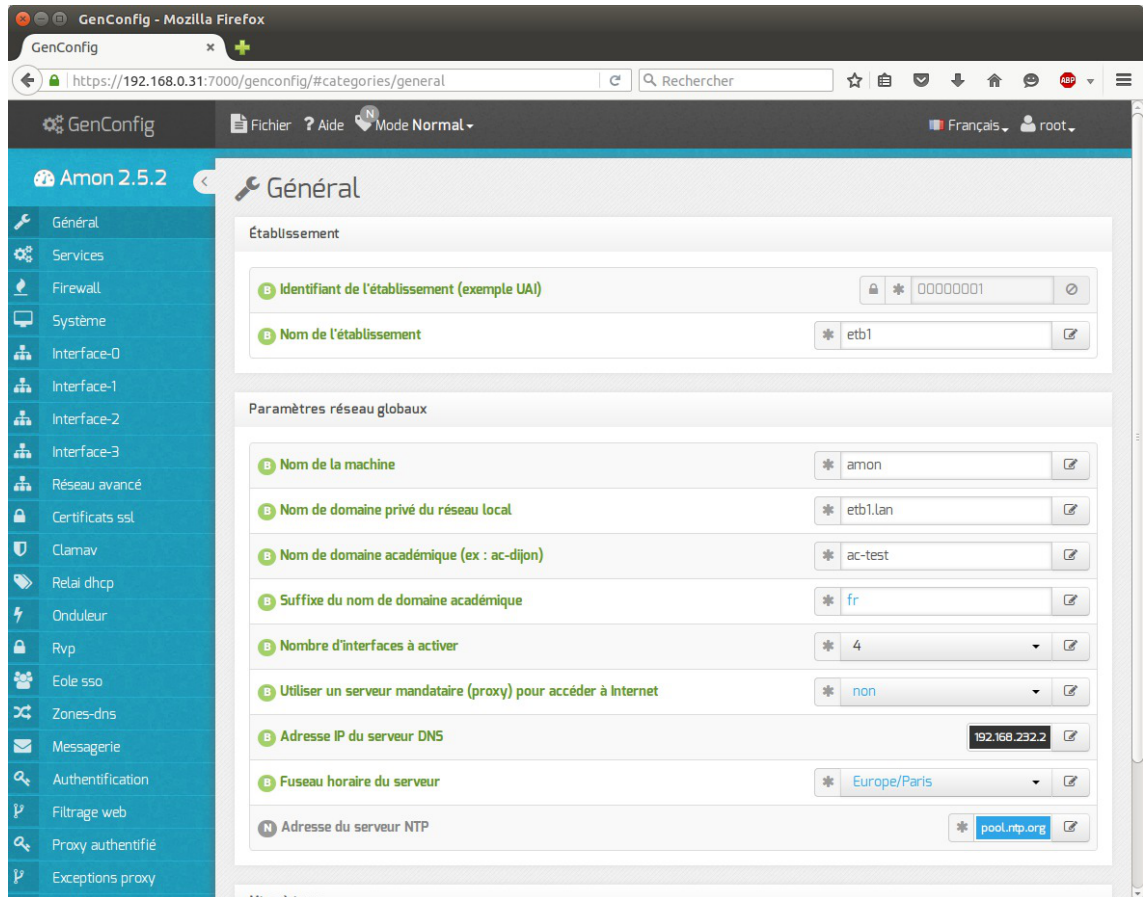 GenConfig - Mozilla Firefox
GenConfig
https://192.168.0.31:7000/genconfig/#categories/general
Rechercher
ABP
GenConfig
Fichier ? Aide N Mode Normal
Français root
Amon 2.5.2
Général
Services
Firewall
Système
Interface-0
Interface-1
Interface-2
Interface-3
Réseau avancé
Certificats ssl
Clamav
Relai dhcp
Onduleur
Rvp
Eole sso
Zones-dns
Messagerie
Authentification
Filtrage web
Proxy authentifié
Exceptions proxy
Général
Établissement
B Identifiant de l'établissement (exemple UAI) 00000001
B Nom de l'établissement etb1
Paramètres réseau globaux
B Nom de la machine amon
B Nom de domaine privé du réseau local etb1.lan
B Nom de domaine académique (ex : ac-dijon) ac-test
B Suffixe du nom de domaine académique fr
B Nombre d'interfaces à activer 4
B Utiliser un serveur mandataire (proxy) pour accéder à Internet non
B Adresse IP du serveur DNS 192.168.232.2
B Fuseau horaire du serveur Europe/Paris
N Adresse du serveur NTP pool.ntp.org